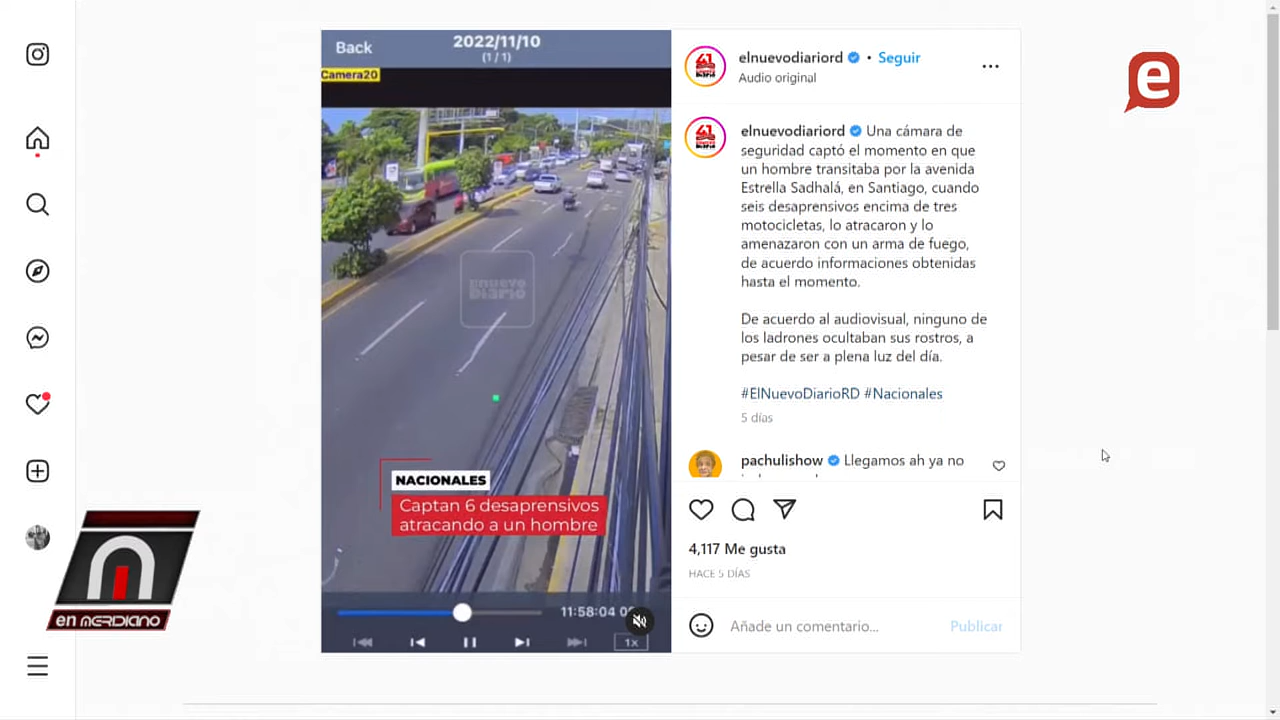 Back
2022/11/10
(1/1)
Camera20
El Nuevo
DIARIO
NACIONALES
Captan 6 desaprensivos
atracando a un hombre
11:58:04
1x
elnuevodiariord • Seguir
Audio original
elnuevodiariord Una cámara de
seguridad captó el momento en que
un hombre transitaba por la avenida
Estrella Sadhalá, en Santiago, cuando
seis desaprensivos encima de tres
motocicletas, lo atracaron y lo
amenazaron con un arma de fuego,
de acuerdo informaciones obtenidas
hasta el momento.
De acuerdo al audiovisual, ninguno de
los ladrones ocultaban sus rostros, a
pesar de ser a plena luz del día.
#ElNuevoDiarioRD #Nacionales
5 días
pachulishow Llegamos ah ya no
4,117 Me gusta
HACE 5 DÍAS
Añade un comentario...
Publicar
e
en MERDIANO